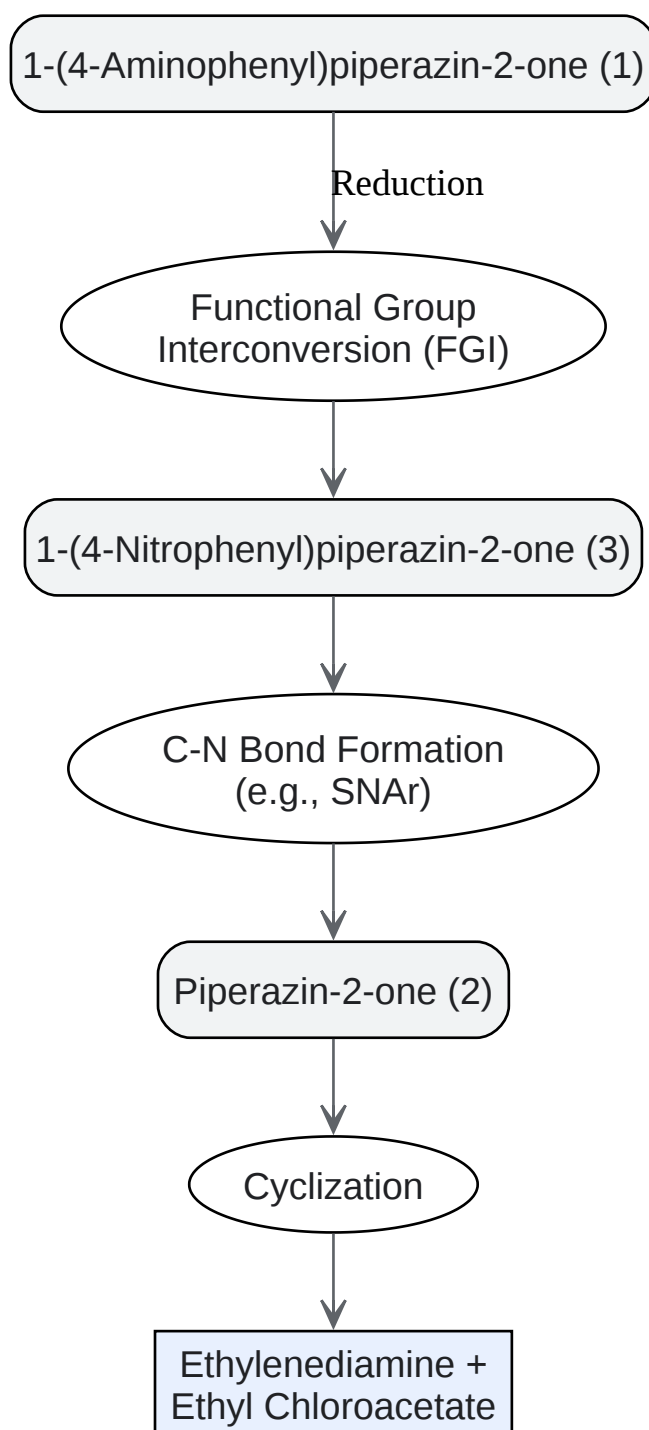 1-(4-Aminophenyl)piperazin-2-one (1)
Reduction
Functional Group
Interconversion (FGI)
1-(4-Nitrophenyl)piperazin-2-one (3)
C-N Bond Formation
(e.g., SNAr)
Piperazin-2-one (2)
Cyclization
Ethylenediamine +
Ethyl Chloroacetate